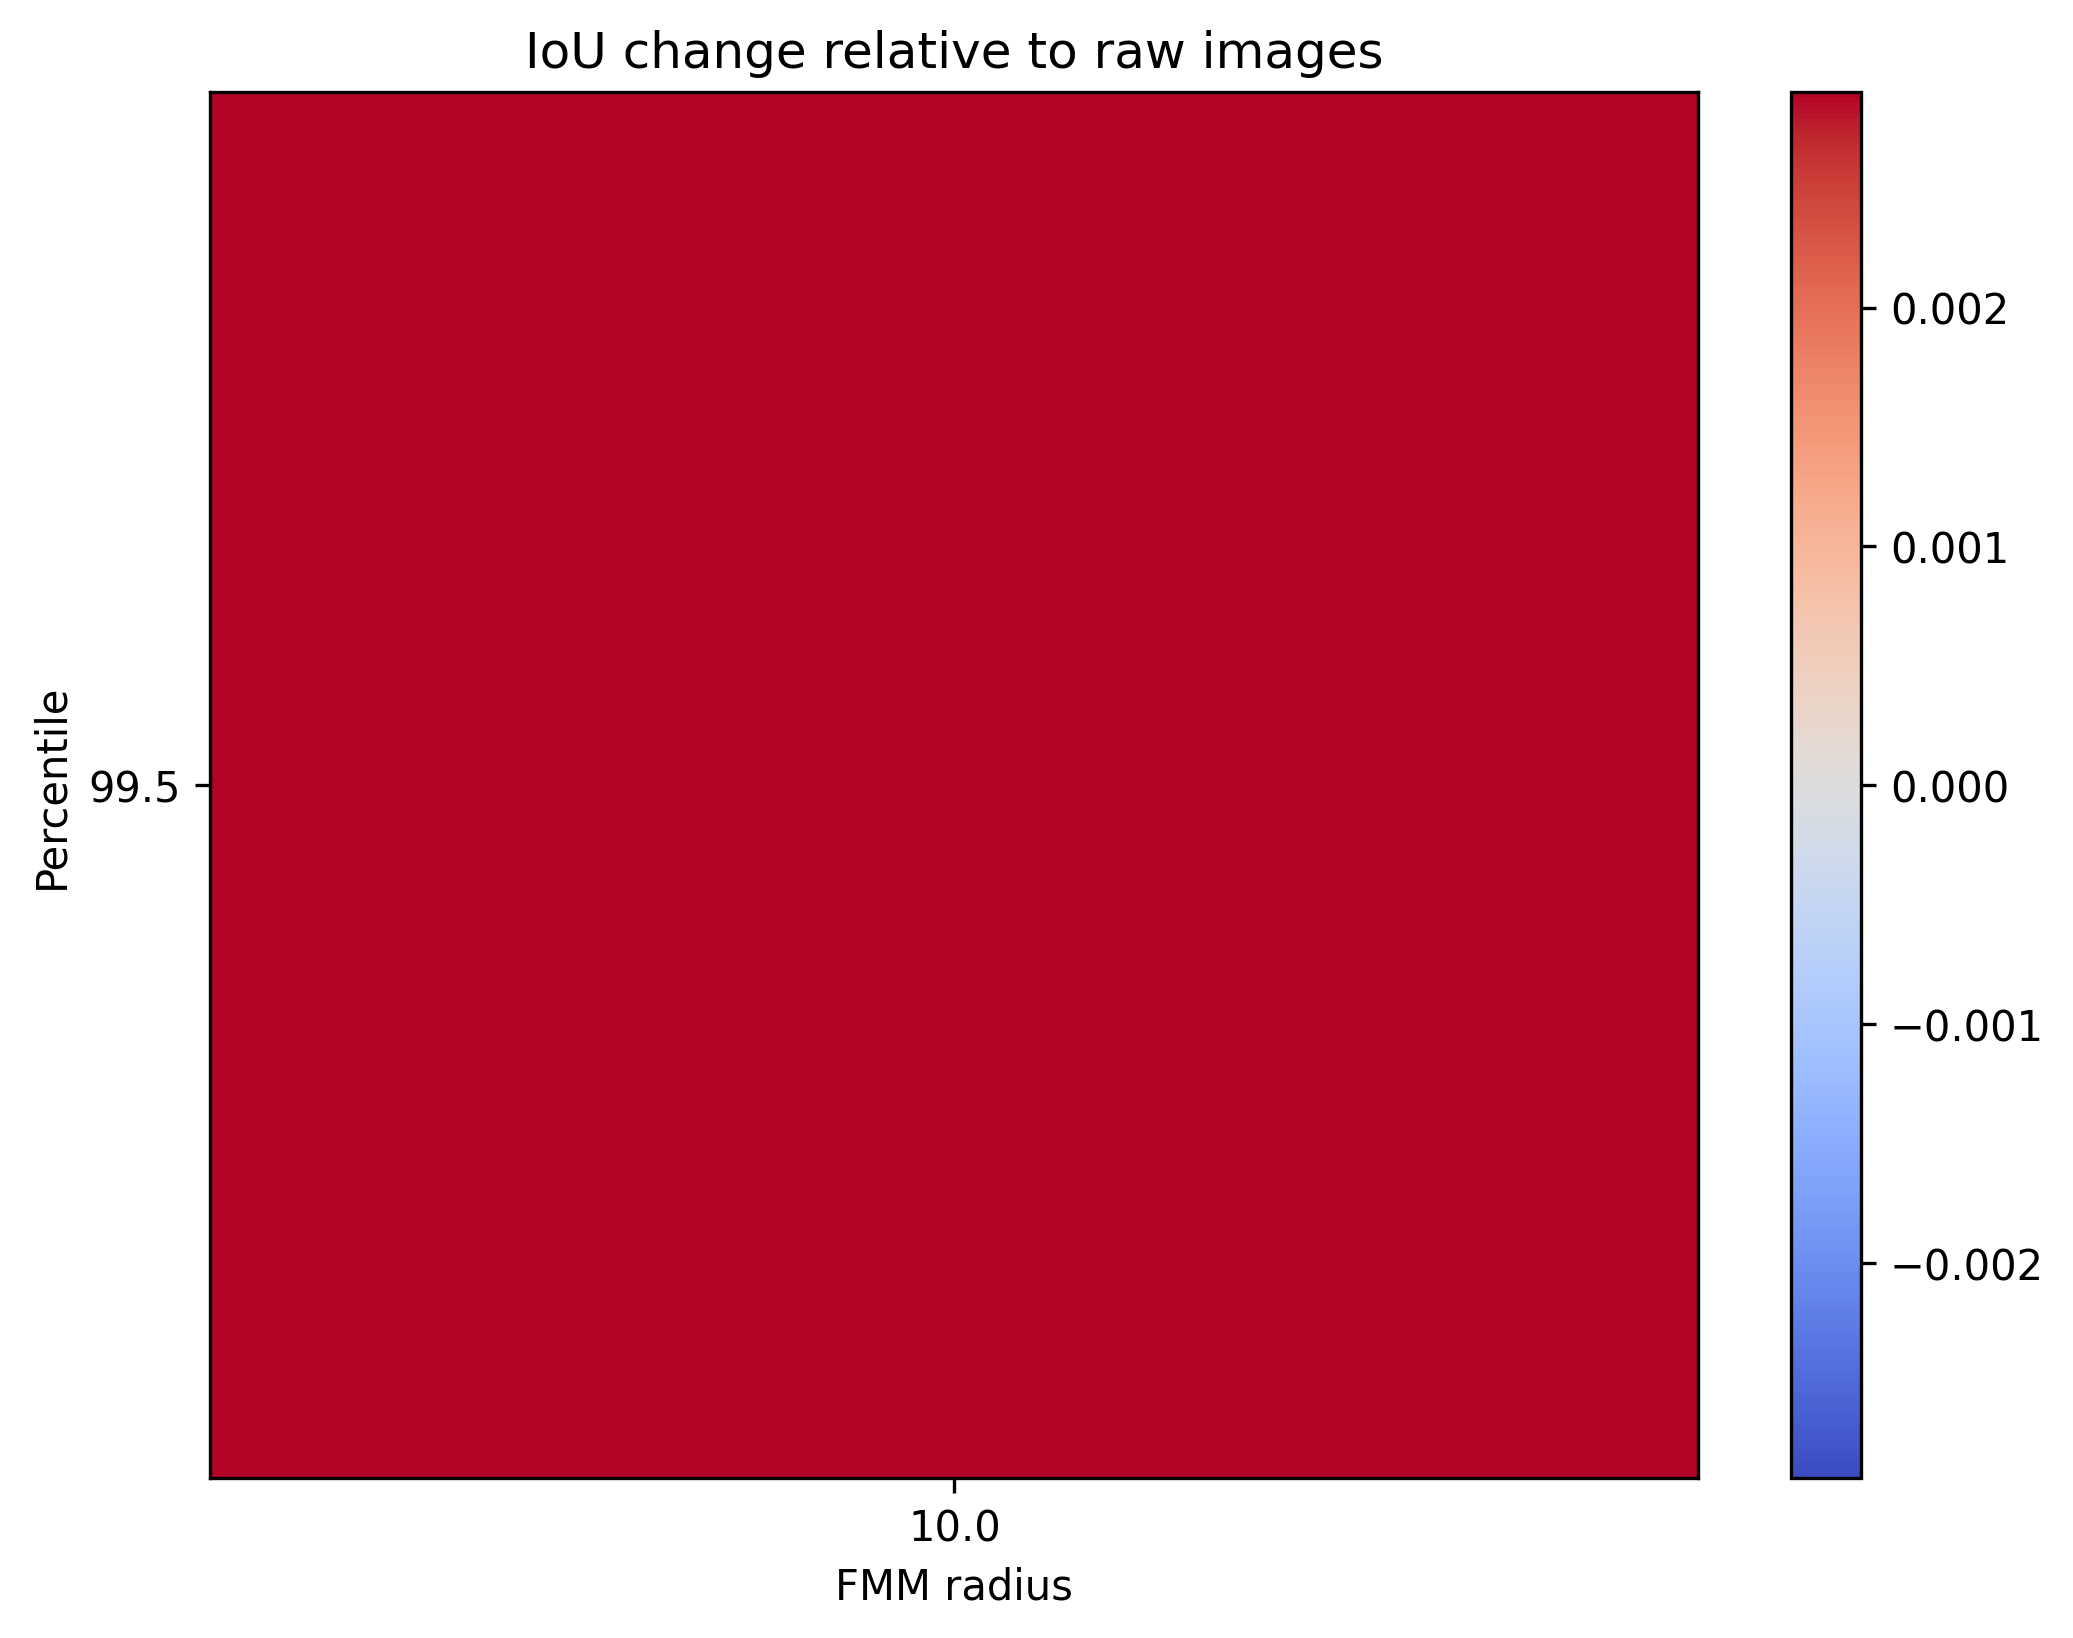 IoU change relative to raw images
Percentile
99.5
10.0
FMM radius
0.002
0.001
0.000
−0.001
−0.002